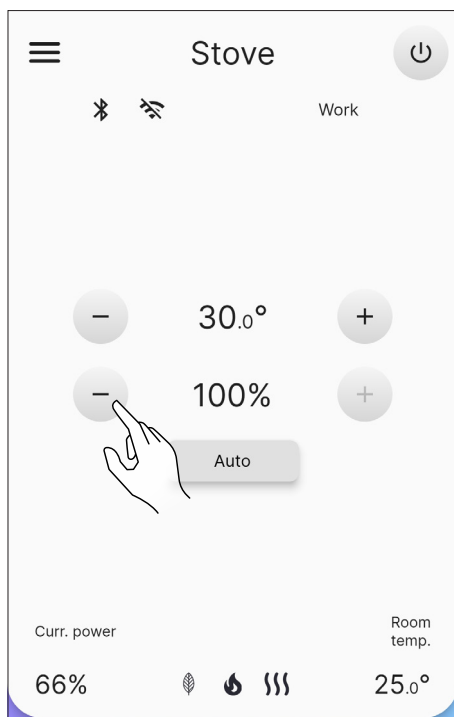 Stove
Work
− 30.0° +
− 100% +
Auto
Curr. power
Room
temp.
66%
25.0°